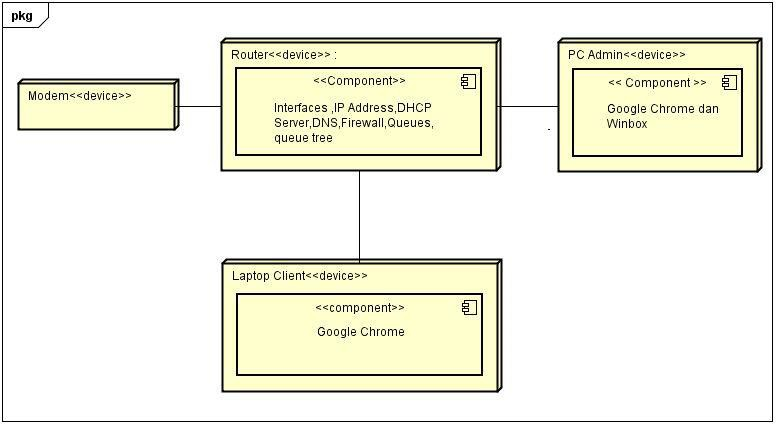 pkg
Modem<<device>>
Router<<device>> :
<<Component>>
Interfaces ,IP Address,DHCP
Server,DNS,Firewall,Queues,
queue tree
PC Admin<<device>>
<< Component >>
Google Chrome dan
Winbox
Laptop Client<<device>>
<<component>>
Google Chrome